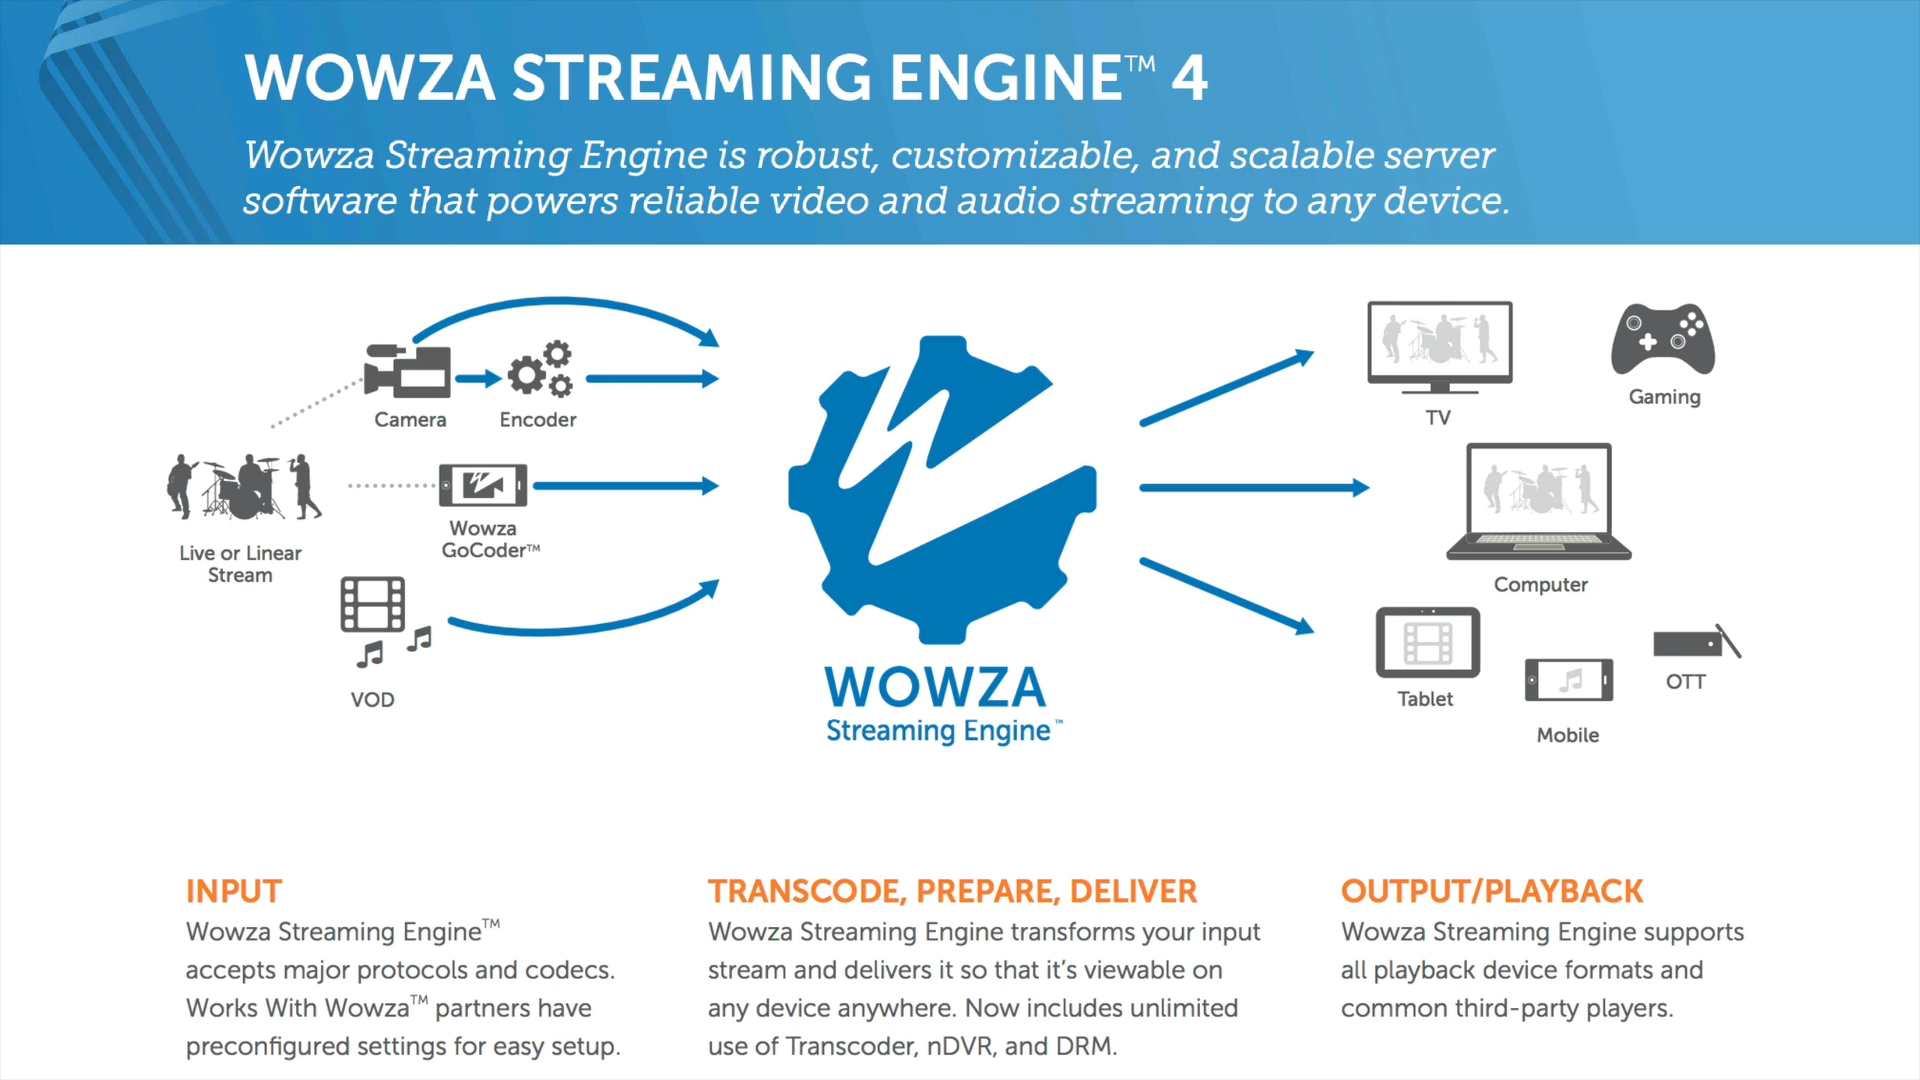 WOWZA STREAMING ENGINE™ 4
Wowza Streaming Engine is robust, customizable, and scalable server
software that powers reliable video and audio streaming to any device.
Camera
Encoder
Live or Linear
Stream
Wowza
GoCoder™
VOD
WOWZA
Streaming Engine™
TV
Gaming
Computer
Tablet
Mobile
OTT
INPUT
Wowza Streaming Engine™
accepts major protocols and codecs.
Works With Wowza™ partners have
preconfigured settings for easy setup.
TRANSCODE, PREPARE, DELIVER
Wowza Streaming Engine transforms your input
stream and delivers it so that it’s viewable on
any device anywhere. Now includes unlimited
use of Transcoder, nDVR, and DRM.
OUTPUT/PLAYBACK
Wowza Streaming Engine supports
all playback device formats and
common third-party players.